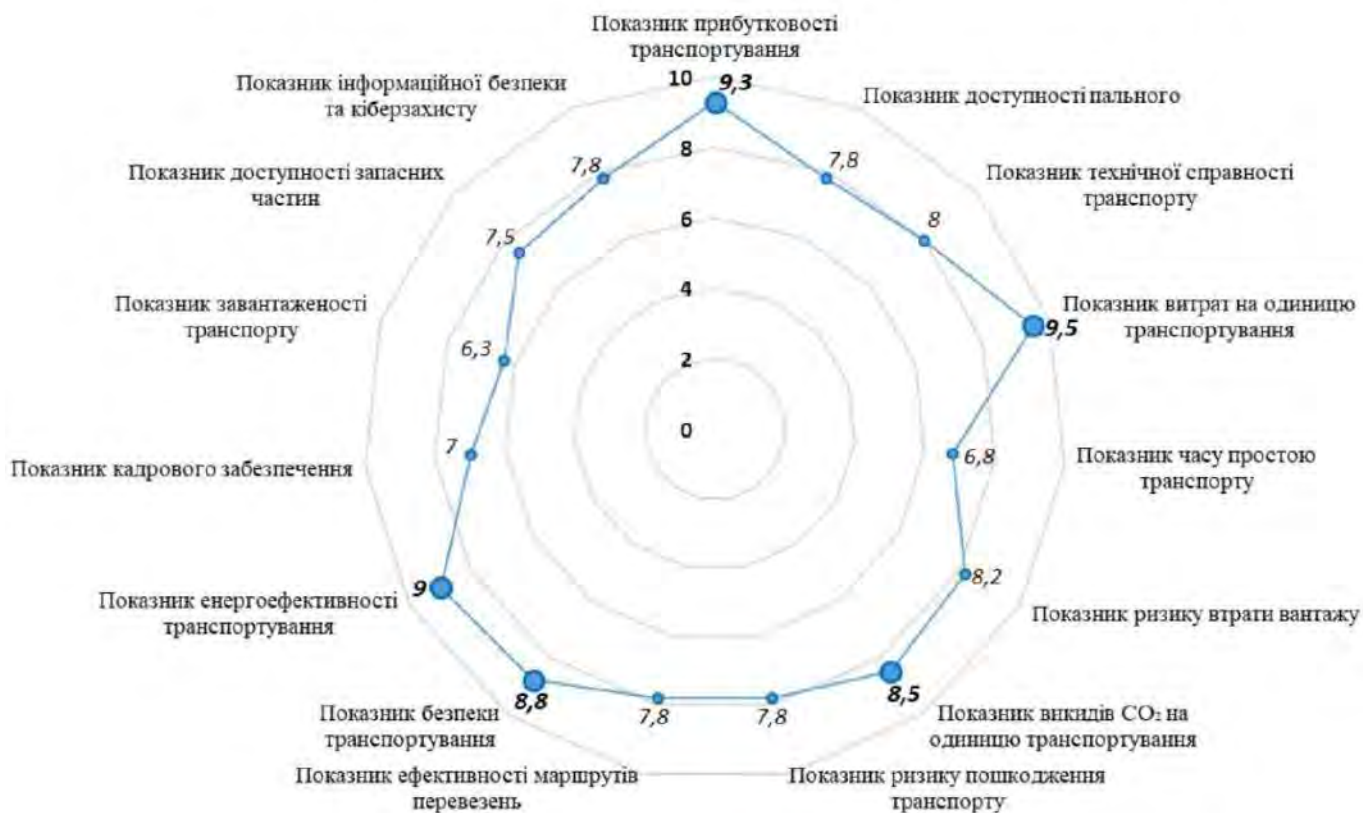 Показник прибутковості
транспортування
9,3
Показник доступності пального
7,8
Показник технічної справності
транспорту
8
Показник витрат на одиницю
транспортування
9,5
Показник часу простою
транспорту
6,8
Показник ризику втрати вантажу
8,2
Показник викидів CO₂ на
одиницю транспортування
8,5
Показник ризику пошкодження
транспорту
7,8
Показник ефективності маршрутів
перевезень
7,8
Показник безпеки
транспортування
8,8
Показник енергоефективності
транспортування
9
Показник кадрового забезпечення
7
Показник завантаженості
транспорту
6,3
Показник доступності запасних
частин
7,5
Показник інформаційної безпеки
та кіберзахисту
7,8
10
8
6
4
2
0